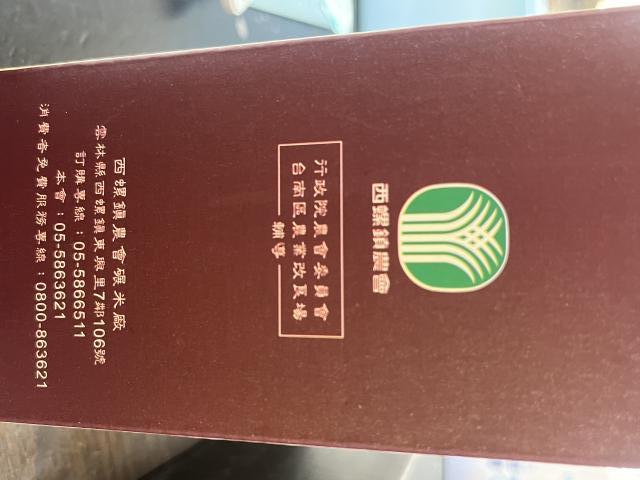 西螺鎮農會
行政院農會委員會
台南區農業改良場
輔導
西螺鎮農會碾米廠
雲林縣西螺鎮東興里7鄰106號
訂購專線：05-5866511
本會：05-5863621
消費者免費服務專線：0800-863621